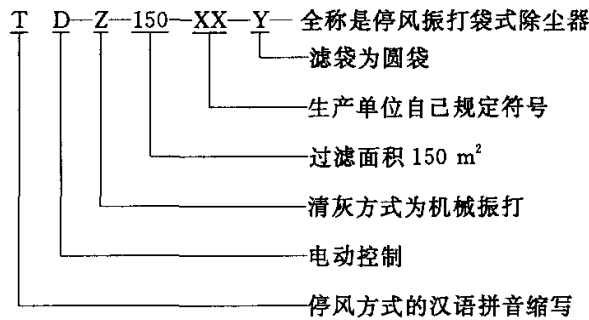 T D—Z—150—XX—Y— 全称是停风振打袋式除尘器
滤袋为圆袋
生产单位自己规定符号
过滤面积 150 m²
清灰方式为机械振打
电动控制
停风方式的汉语拼音缩写